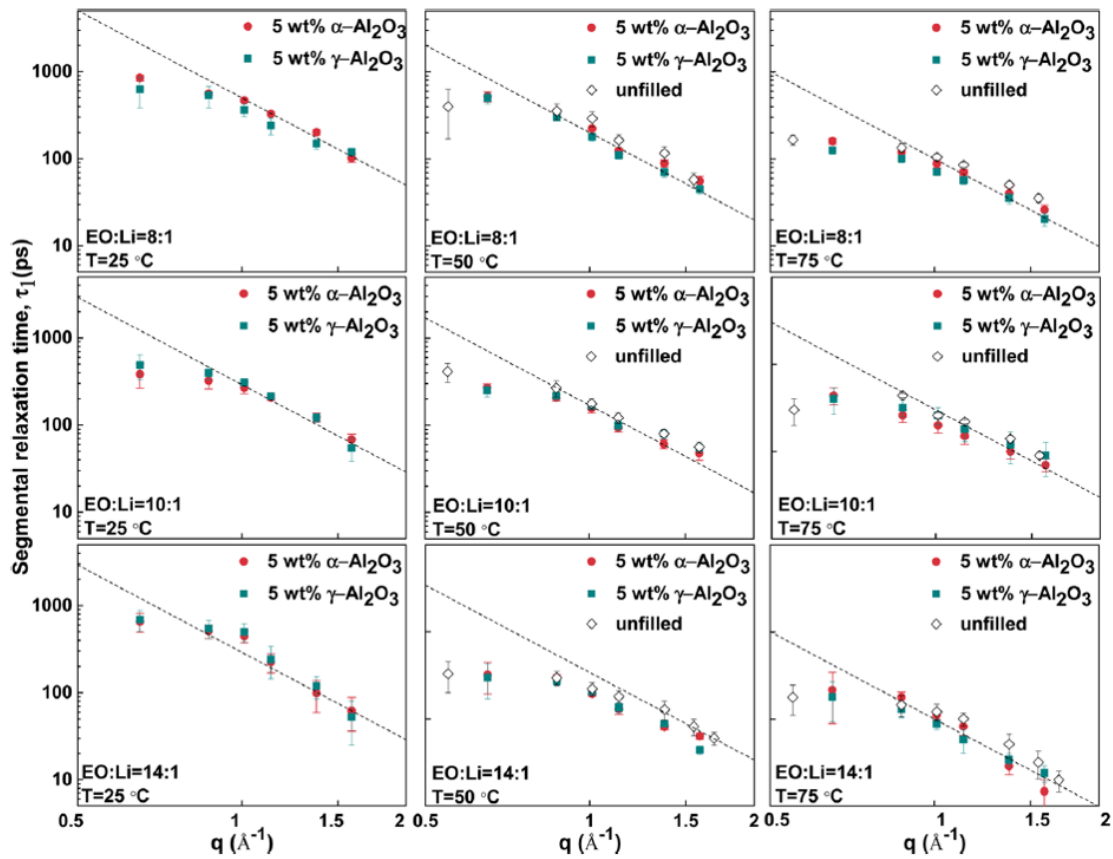 Segmental relaxation time, τ1(ps)
1000
100
10
5 wt% α–Al2O3
5 wt% γ–Al2O3
EO:Li=8:1
T=25 °C
5 wt% α–Al2O3
5 wt% γ–Al2O3
unfilled
EO:Li=8:1
T=50 °C
5 wt% α–Al2O3
5 wt% γ–Al2O3
unfilled
EO:Li=8:1
T=75 °C
1000
100
10
5 wt% α–Al2O3
5 wt% γ–Al2O3
EO:Li=10:1
T=25 °C
5 wt% α–Al2O3
5 wt% γ–Al2O3
unfilled
EO:Li=10:1
T=50 °C
5 wt% α–Al2O3
5 wt% γ–Al2O3
unfilled
EO:Li=10:1
T=75 °C
1000
100
10
5 wt% α–Al2O3
5 wt% γ–Al2O3
EO:Li=14:1
T=25 °C
5 wt% α–Al2O3
5 wt% γ–Al2O3
unfilled
EO:Li=14:1
T=50 °C
5 wt% α–Al2O3
5 wt% γ–Al2O3
unfilled
EO:Li=14:1
T=75 °C
0.5 1 2 0.5 1 2 0.5 1 2
q (Å-1) q (Å-1) q (Å-1)